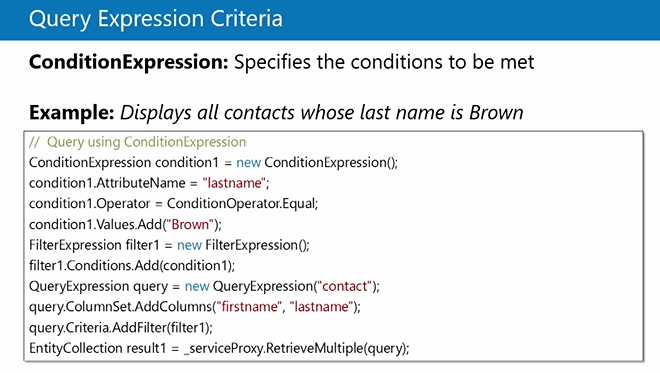 Query Expression Criteria
ConditionExpression: Specifies the conditions to be met
Example: Displays all contacts whose last name is Brown
// Query using ConditionExpression
ConditionExpression condition1 = new ConditionExpression();
condition1.AttributeName = "lastname";
condition1.Operator = ConditionOperator.Equal;
condition1.Values.Add("Brown");
FilterExpression filter1 = new FilterExpression();
filter1.Conditions.Add(condition1);
QueryExpression query = new QueryExpression("contact");
query.ColumnSet.AddColumns("firstname", "lastname");
query.Criteria.AddFilter(filter1);
EntityCollection result1 = _serviceProxy.RetrieveMultiple(query);